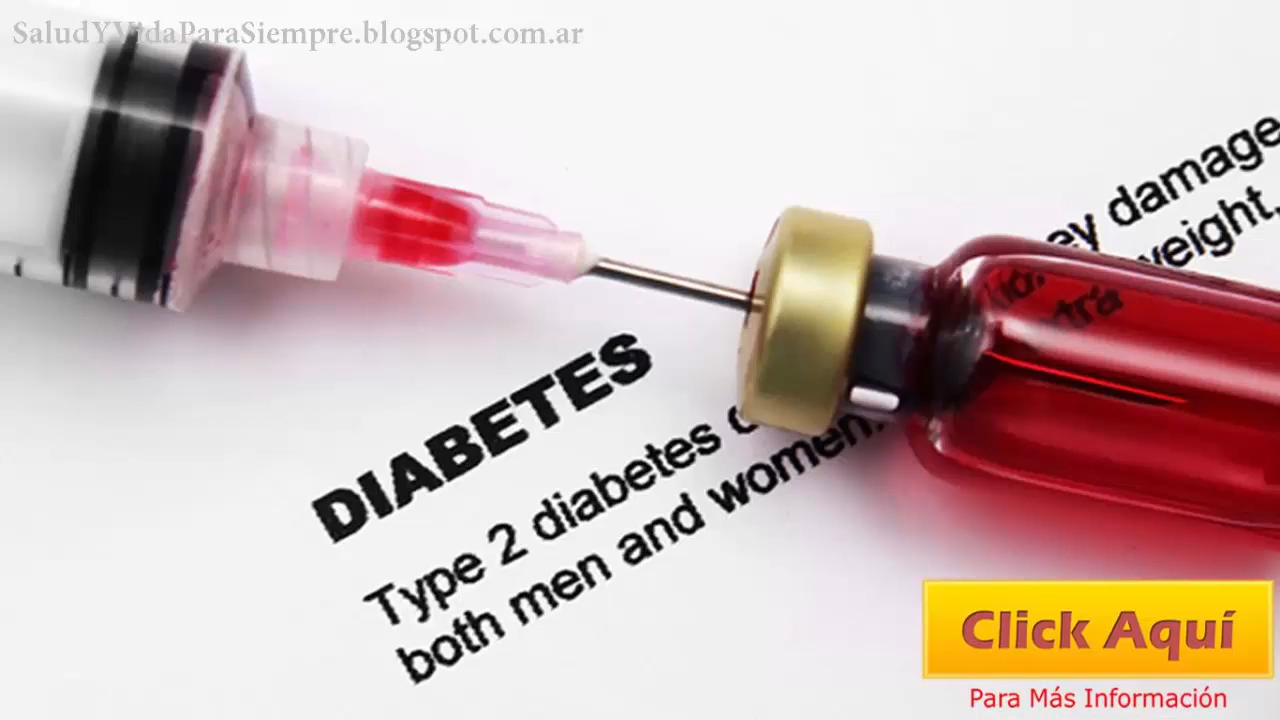 SaludYVidaParaSiempre.blogspot.com.ar
damage
weight,
DIABETES
Type 2 diabetes
both men and women,
Click Aquí
Para Más Información